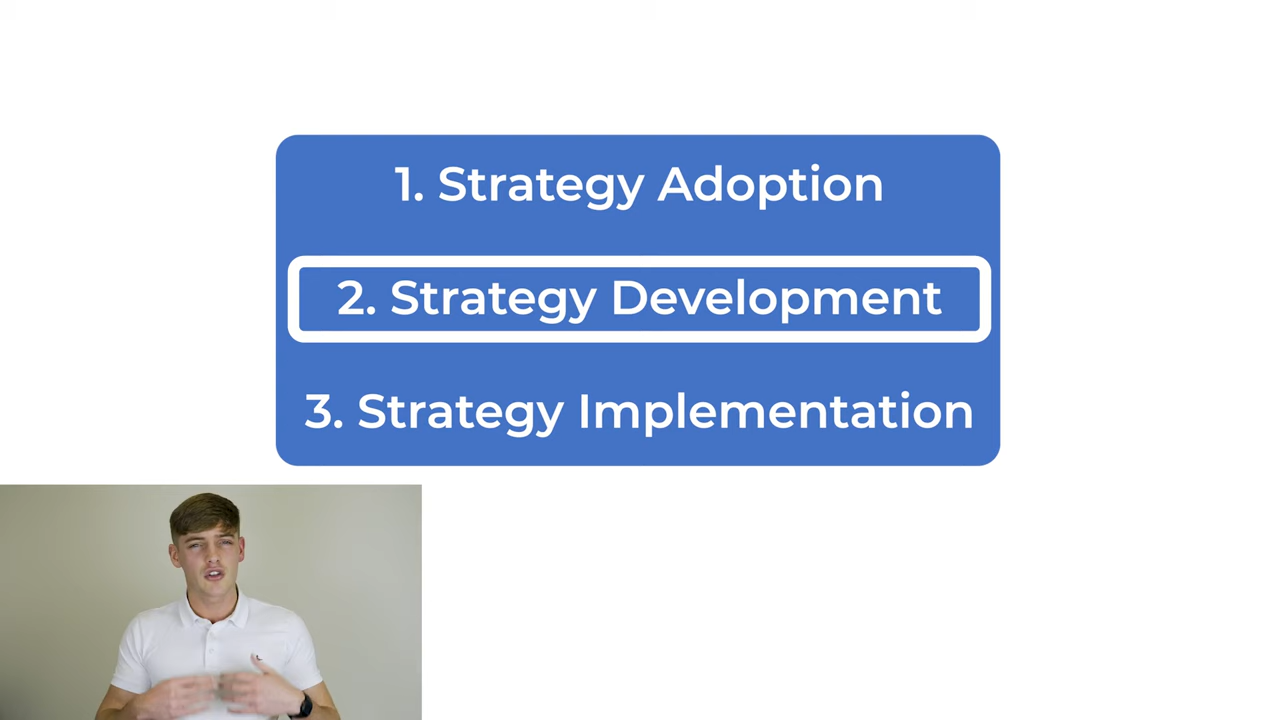 1. Strategy Adoption
2. Strategy Development
3. Strategy Implementation